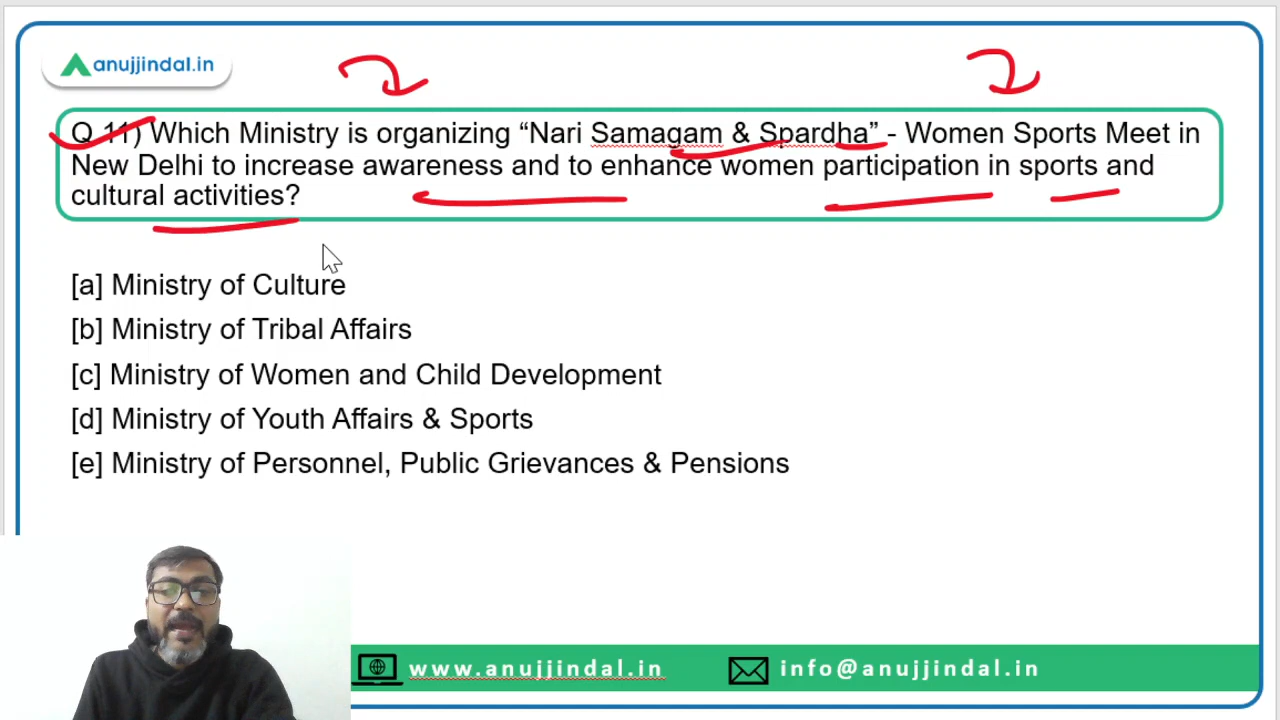 anujjindal.in
Q 11) Which Ministry is organizing “Nari Samagam & Spardha” - Women Sports Meet in
New Delhi to increase awareness and to enhance women participation in sports and
cultural activities?
[a] Ministry of Culture
[b] Ministry of Tribal Affairs
[c] Ministry of Women and Child Development
[d] Ministry of Youth Affairs & Sports
[e] Ministry of Personnel, Public Grievances & Pensions
www.anujjindal.in info@anujjindal.in